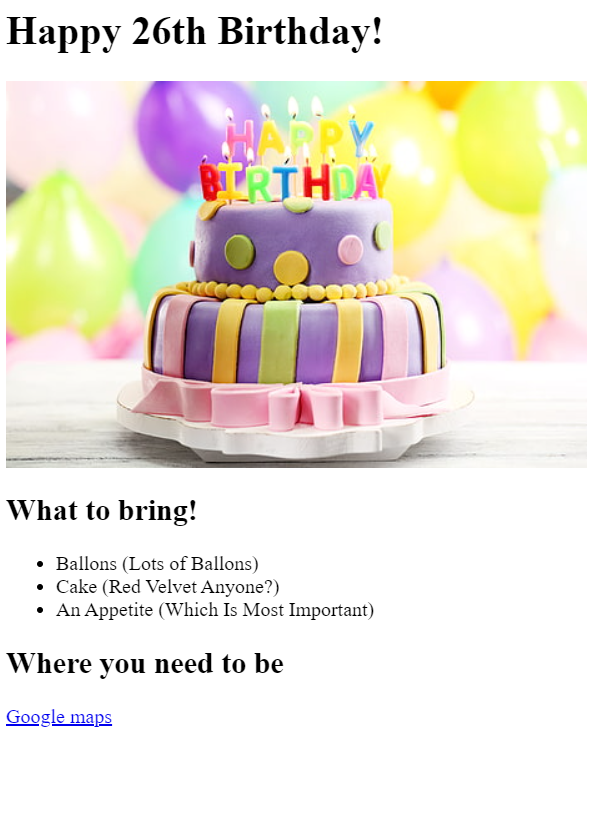 Happy 26th Birthday!
HAPPY
BIRTHDAY
What to bring!
Ballons (Lots of Ballons)
Cake (Red Velvet Anyone?)
An Appetite (Which Is Most Important)
Where you need to be
Google maps